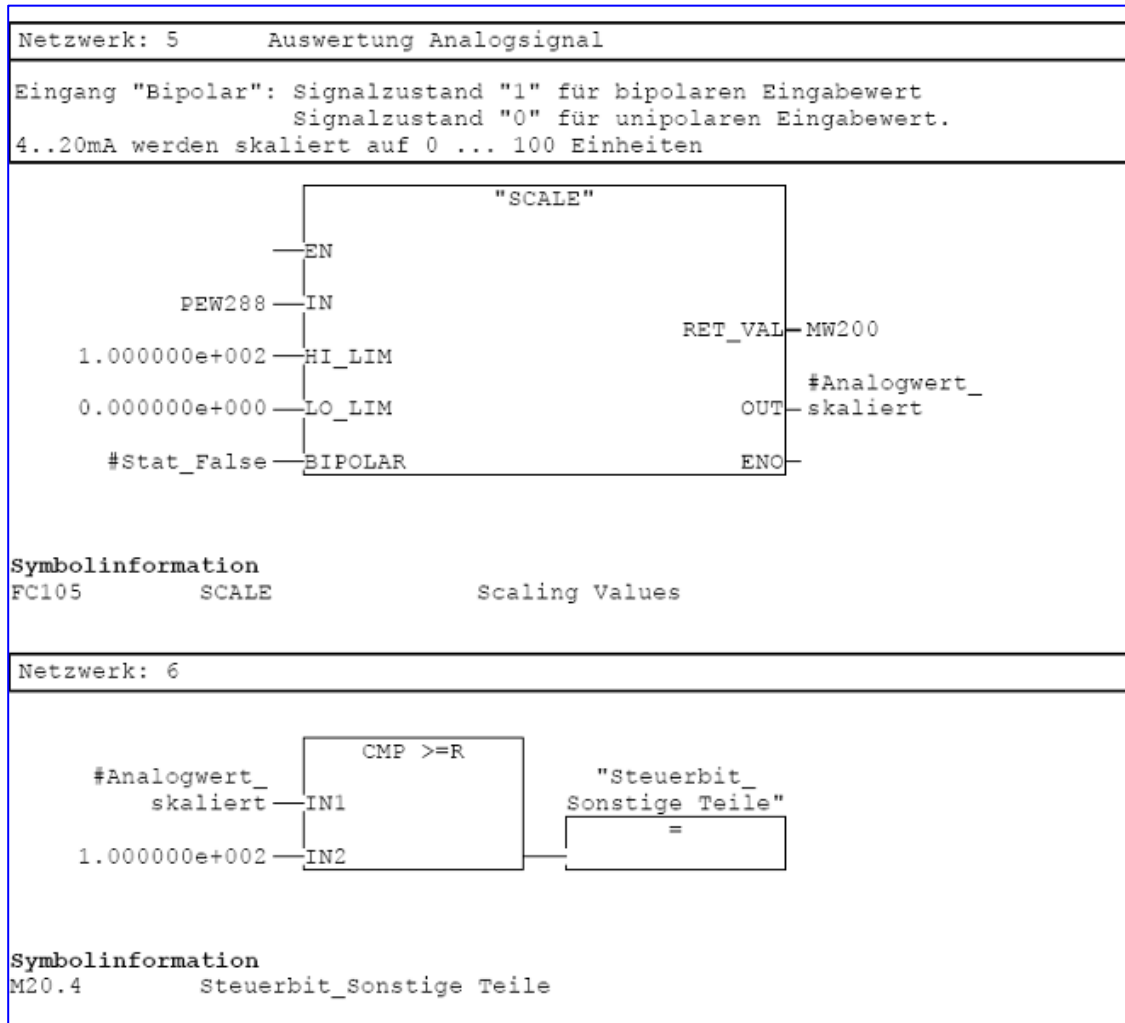 Netzwerk: 5 Auswertung Analogsignal
Eingang "Bipolar": Signalzustand "1" für bipolaren Eingabewert
Signalzustand "0" für unipolaren Eingabewert.
4..20mA werden skaliert auf 0 ... 100 Einheiten
"SCALE"
EN
PEW288 IN
RET_VAL MW200
1.000000e+002 HI_LIM
#Analogwert_
0.000000e+000 LO_LIM OUT skaliert
#Stat_False BIPOLAR ENO
Symbolinformation
FC105 SCALE Scaling Values
Netzwerk: 6
CMP >=R
#Analogwert_ "Steuerbit_
skaliert IN1 Sonstige Teile"
=
1.000000e+002 IN2
Symbolinformation
M20.4 Steuerbit_Sonstige Teile